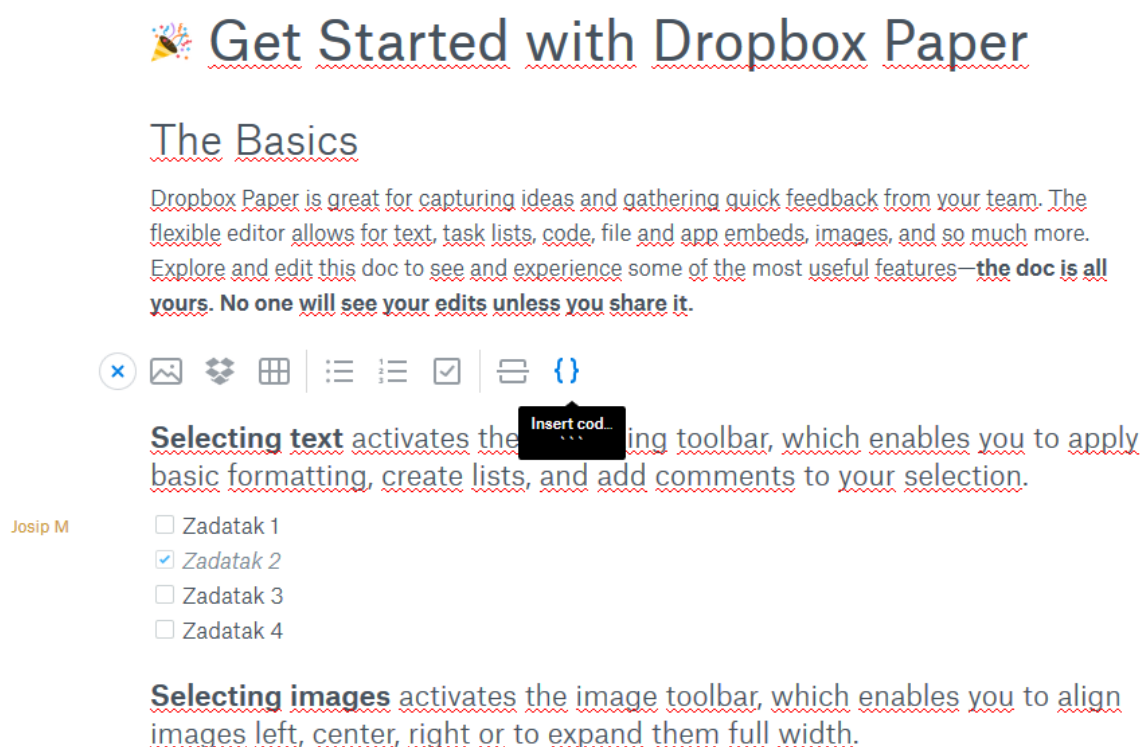 Get Started with Dropbox Paper
The Basics
Dropbox Paper is great for capturing ideas and gathering quick feedback from your team. The
flexible editor allows for text, task lists, code, file and app embeds, images, and so much more.
Explore and edit this doc to see and experience some of the most useful features—the doc is all
yours. No one will see your edits unless you share it.
Insert cod...
```
Selecting text activates the ing toolbar, which enables you to apply
basic formatting, create lists, and add comments to your selection.
Josip M
Zadatak 1
Zadatak 2
Zadatak 3
Zadatak 4
Selecting images activates the image toolbar, which enables you to align
images left, center, right or to expand them full width.